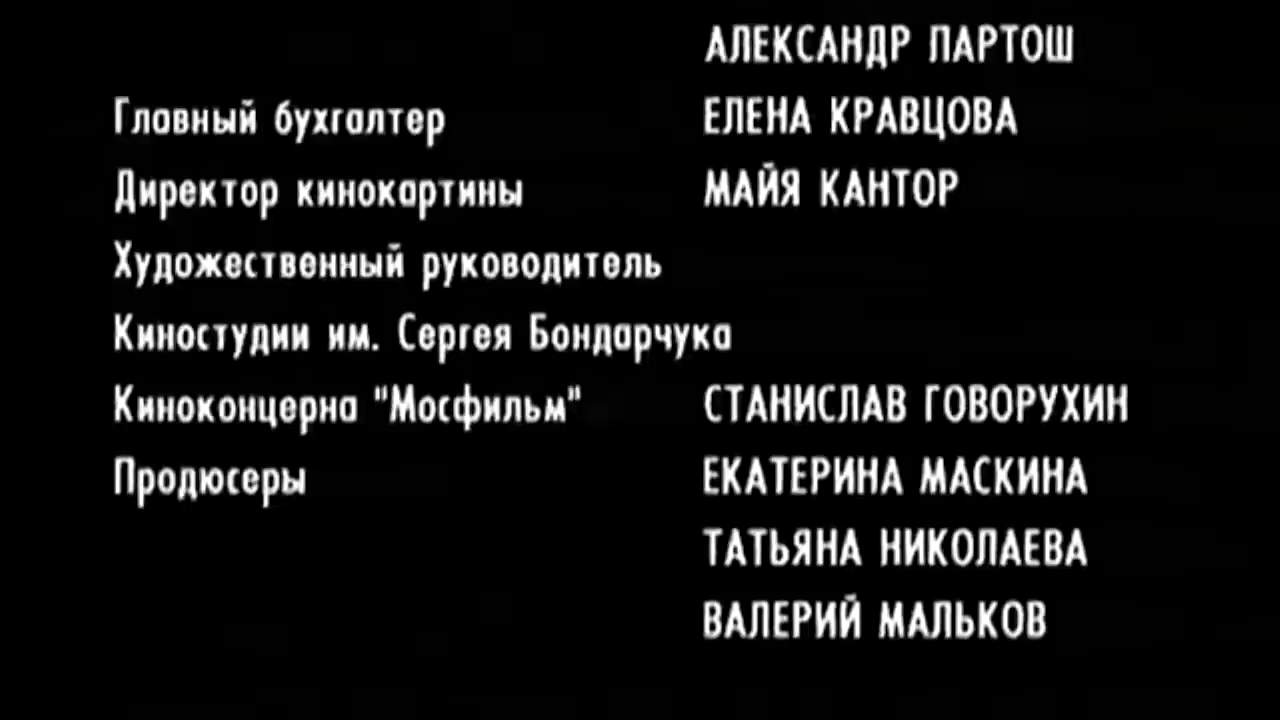 АЛЕКСАНДР ПАРТОШ
Главный бухгалтер ЕЛЕНА КРАВЦОВА
Директор кинокартины МАЙЯ КАНТОР
Художественный руководитель
Киностудии им. Сергея Бондарчука
Киноконцерна "Мосфильм" СТАНИСЛАВ ГОВОРУХИН
Продюсеры ЕКАТЕРИНА МАСКИНА
ТАТЬЯНА НИКОЛАЕВА
ВАЛЕРИЙ МАЛЬКОВ